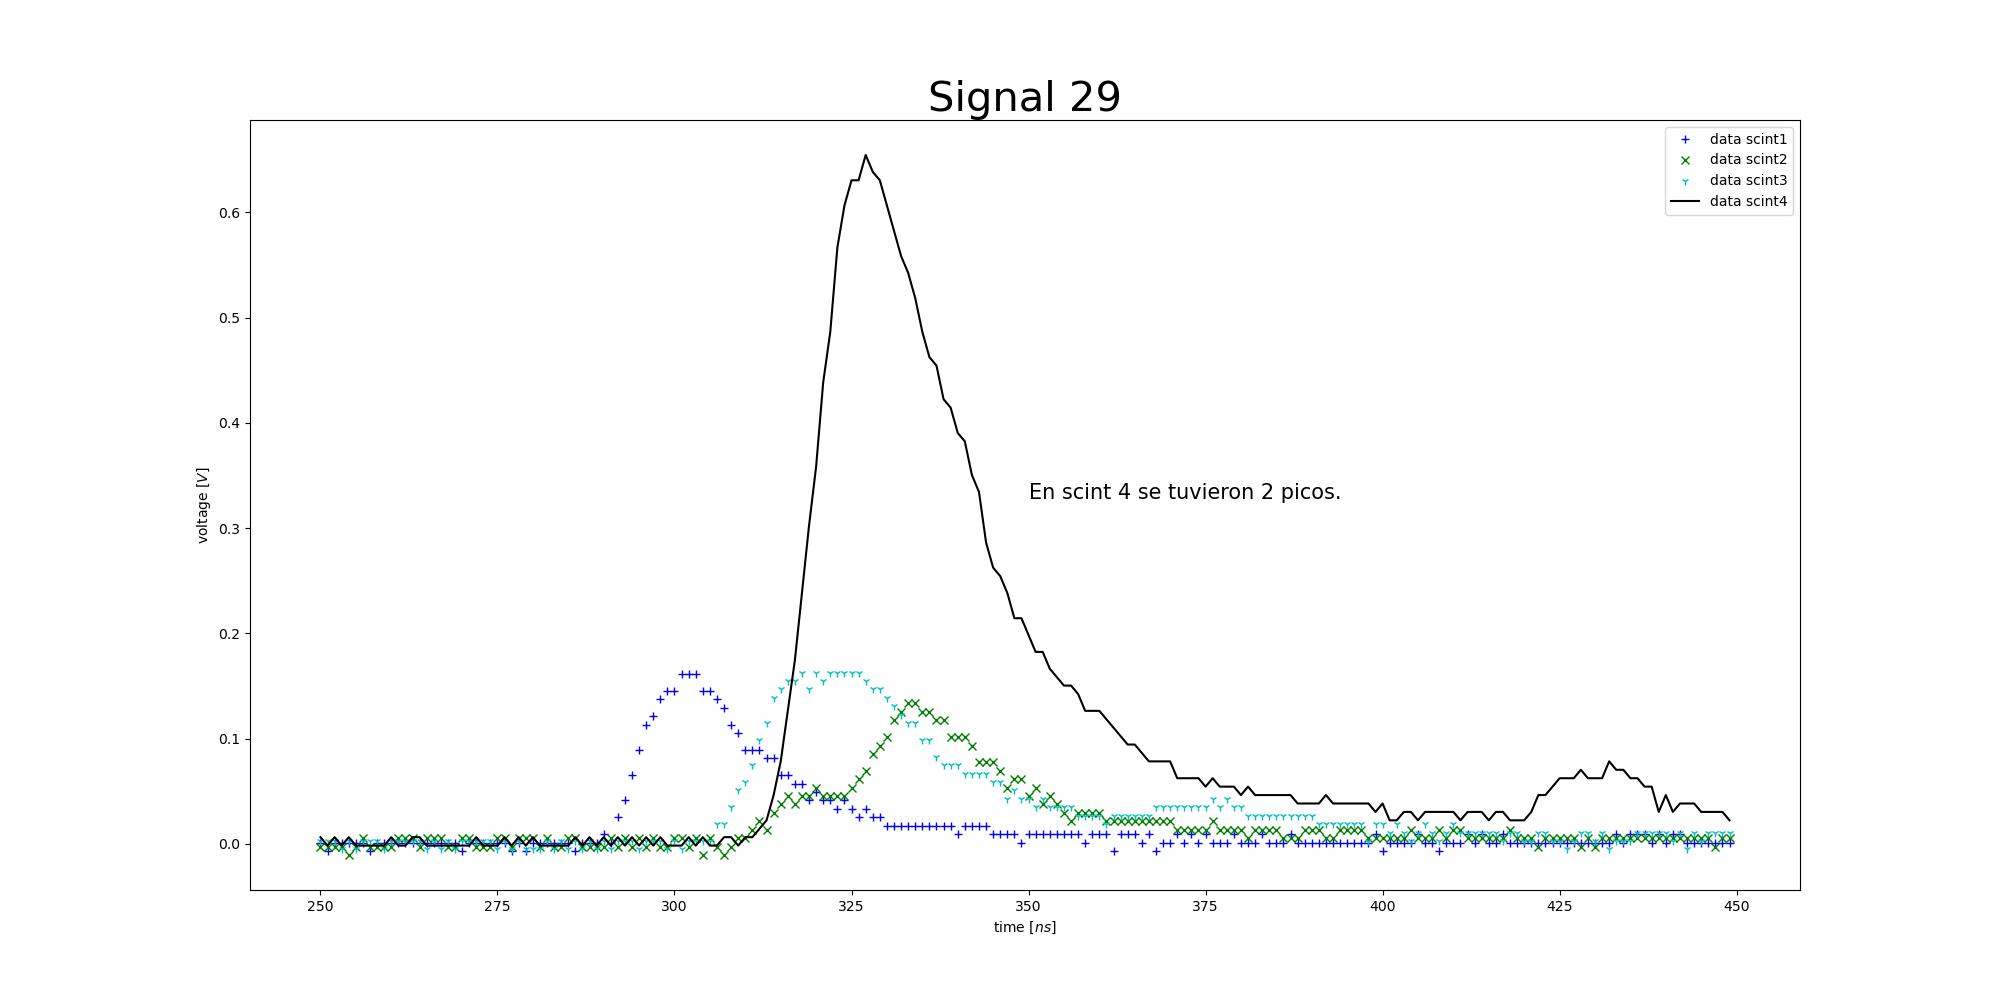 Signal 29
data scint1
data scint2
data scint3
data scint4
0.6
0.5
0.4
0.3
0.2
0.1
0.0
voltage [V]
En scint 4 se tuvieron 2 picos.
250 275 300 325 350 375 400 425 450
time [ns]